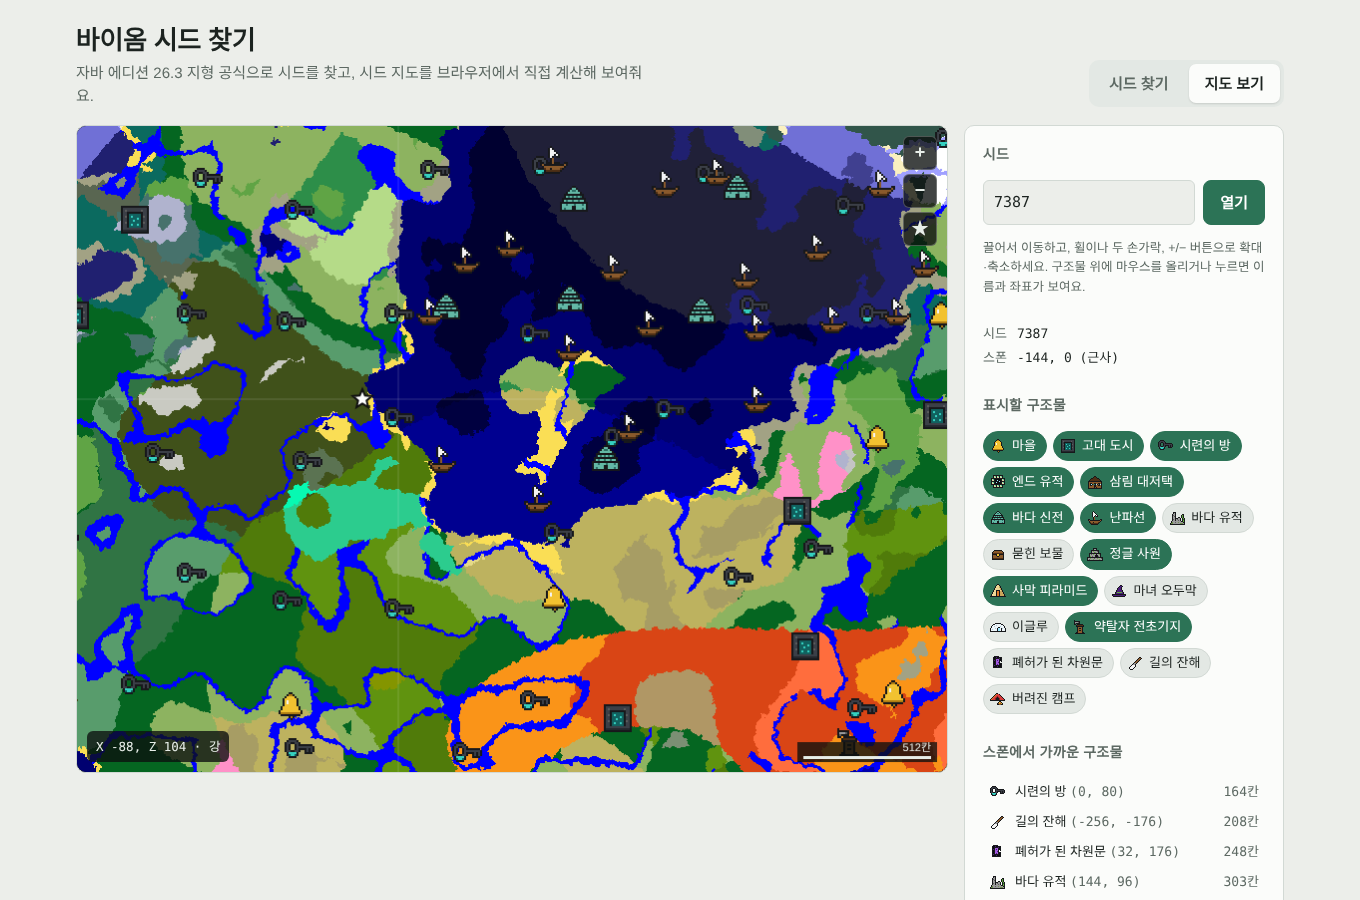 바이옴 시드 찾기
자바 에디션 26.3 지형 공식으로 시드를 찾고, 시드 지도를 브라우저에서 직접 계산해 보여줘
요.
시드 찾기
지도 보기
+
−
★
X -88, Z 104 · 강
512칸
시드
7387
열기
끌어서 이동하고, 휠이나 두 손가락, +/− 버튼으로 확대
·축소하세요. 구조물 위에 마우스를 올리거나 누르면 이
름과 좌표가 보여요.
시드 7387
스폰 -144, 0 (근사)
표시할 구조물
마을 고대 도시 시련의 방
엔드 유적 삼림 대저택
바다 신전 난파선 바다 유적
묻힌 보물 정글 사원
사막 피라미드 마녀 오두막
이글루 약탈자 전초기지
폐허가 된 차원문 길의 잔해
버려진 캠프
스폰에서 가까운 구조물
시련의 방 (0, 80) 164칸
길의 잔해 (-256, -176) 208칸
폐허가 된 차원문 (32, 176) 248칸
바다 유적 (144, 96) 303칸